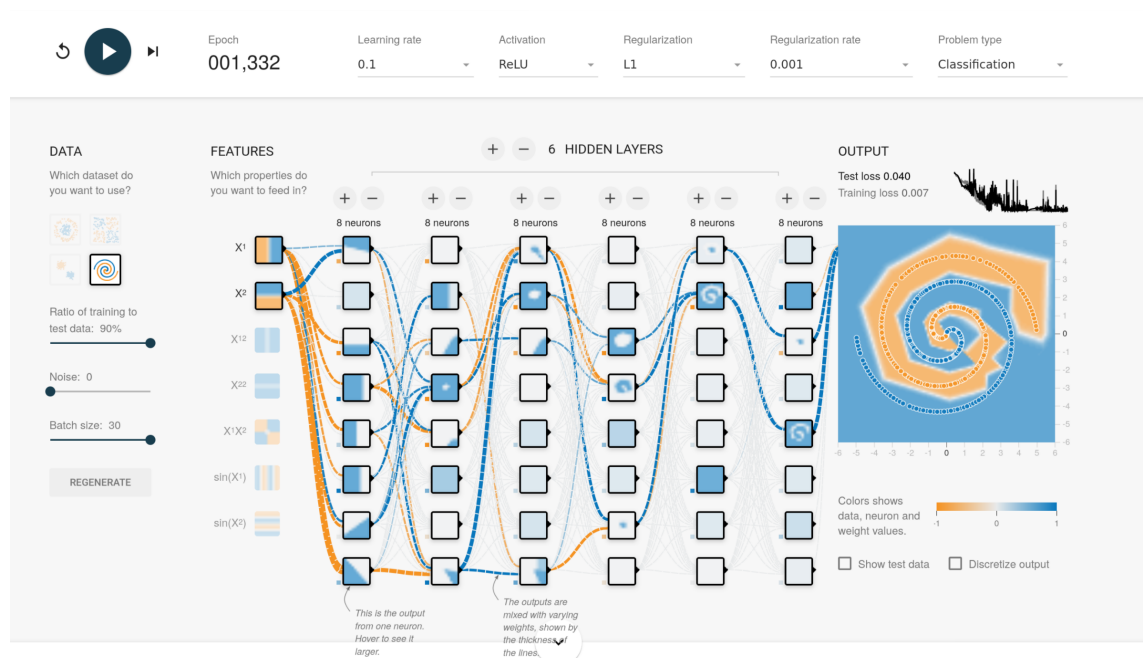 Epoch
001,332
Learning rate
0.1
Activation
ReLU
Regularization
L1
Regularization rate
0.001
Problem type
Classification
DATA
Which dataset do
you want to use?
Ratio of training to
test data: 90%
Noise: 0
Batch size: 30
REGENERATE
FEATURES
Which properties do
you want to feed in?
X1
X2
X12
X22
X1X2
sin(X1)
sin(X2)
+ − 6 HIDDEN LAYERS
+ − + − + − + − + − + −
8 neurons 8 neurons 8 neurons 8 neurons 8 neurons 8 neurons
This is the output
from one neuron.
Hover to see it
larger.
The outputs are
mixed with varying
weights, shown by
the thickness of
the lines.
OUTPUT
Test loss 0.040
Training loss 0.007
6
5
4
3
2
1
0
-1
-2
-3
-4
-5
-6
-6 -5 -4 -3 -2 -1 0 1 2 3 4 5 6
Colors shows
data, neuron and
weight values.
-1 0 1
Show test data
Discretize output